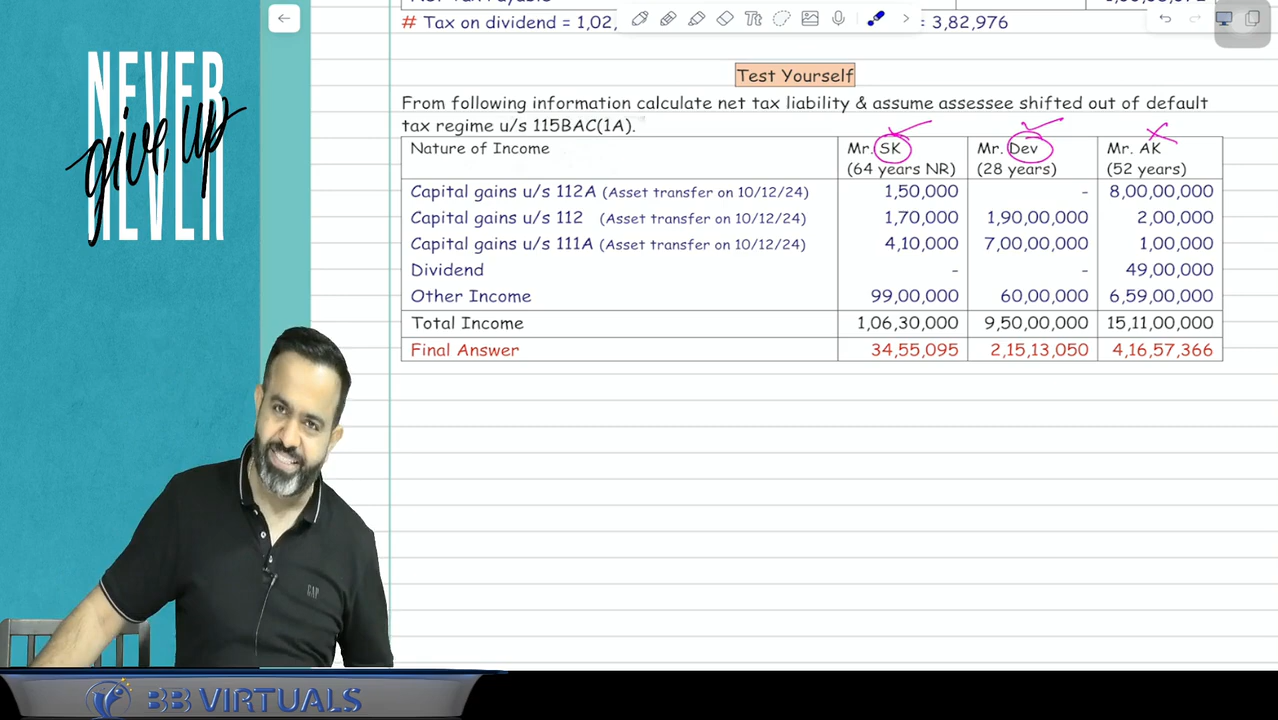 # Tax on dividend = 1,02, = 3,82,976
NEVER
give up
NEVER
Test Yourself
From following information calculate net tax liability & assume assessee shifted out of default
tax regime u/s 115BAC(1A).
Nature of Income Mr. SK (64 years NR) Mr. Dev (28 years) Mr. AK (52 years)
Capital gains u/s 112A (Asset transfer on 10/12/24) 1,50,000 - 8,00,00,000
Capital gains u/s 112 (Asset transfer on 10/12/24) 1,70,000 1,90,00,000 2,00,000
Capital gains u/s 111A (Asset transfer on 10/12/24) 4,10,000 7,00,00,000 1,00,000
Dividend - - 49,00,000
Other Income 99,00,000 60,00,000 6,59,00,000
Total Income 1,06,30,000 9,50,00,000 15,11,00,000
Final Answer 34,55,095 2,15,13,050 4,16,57,366
GAP
BB VIRTUALS